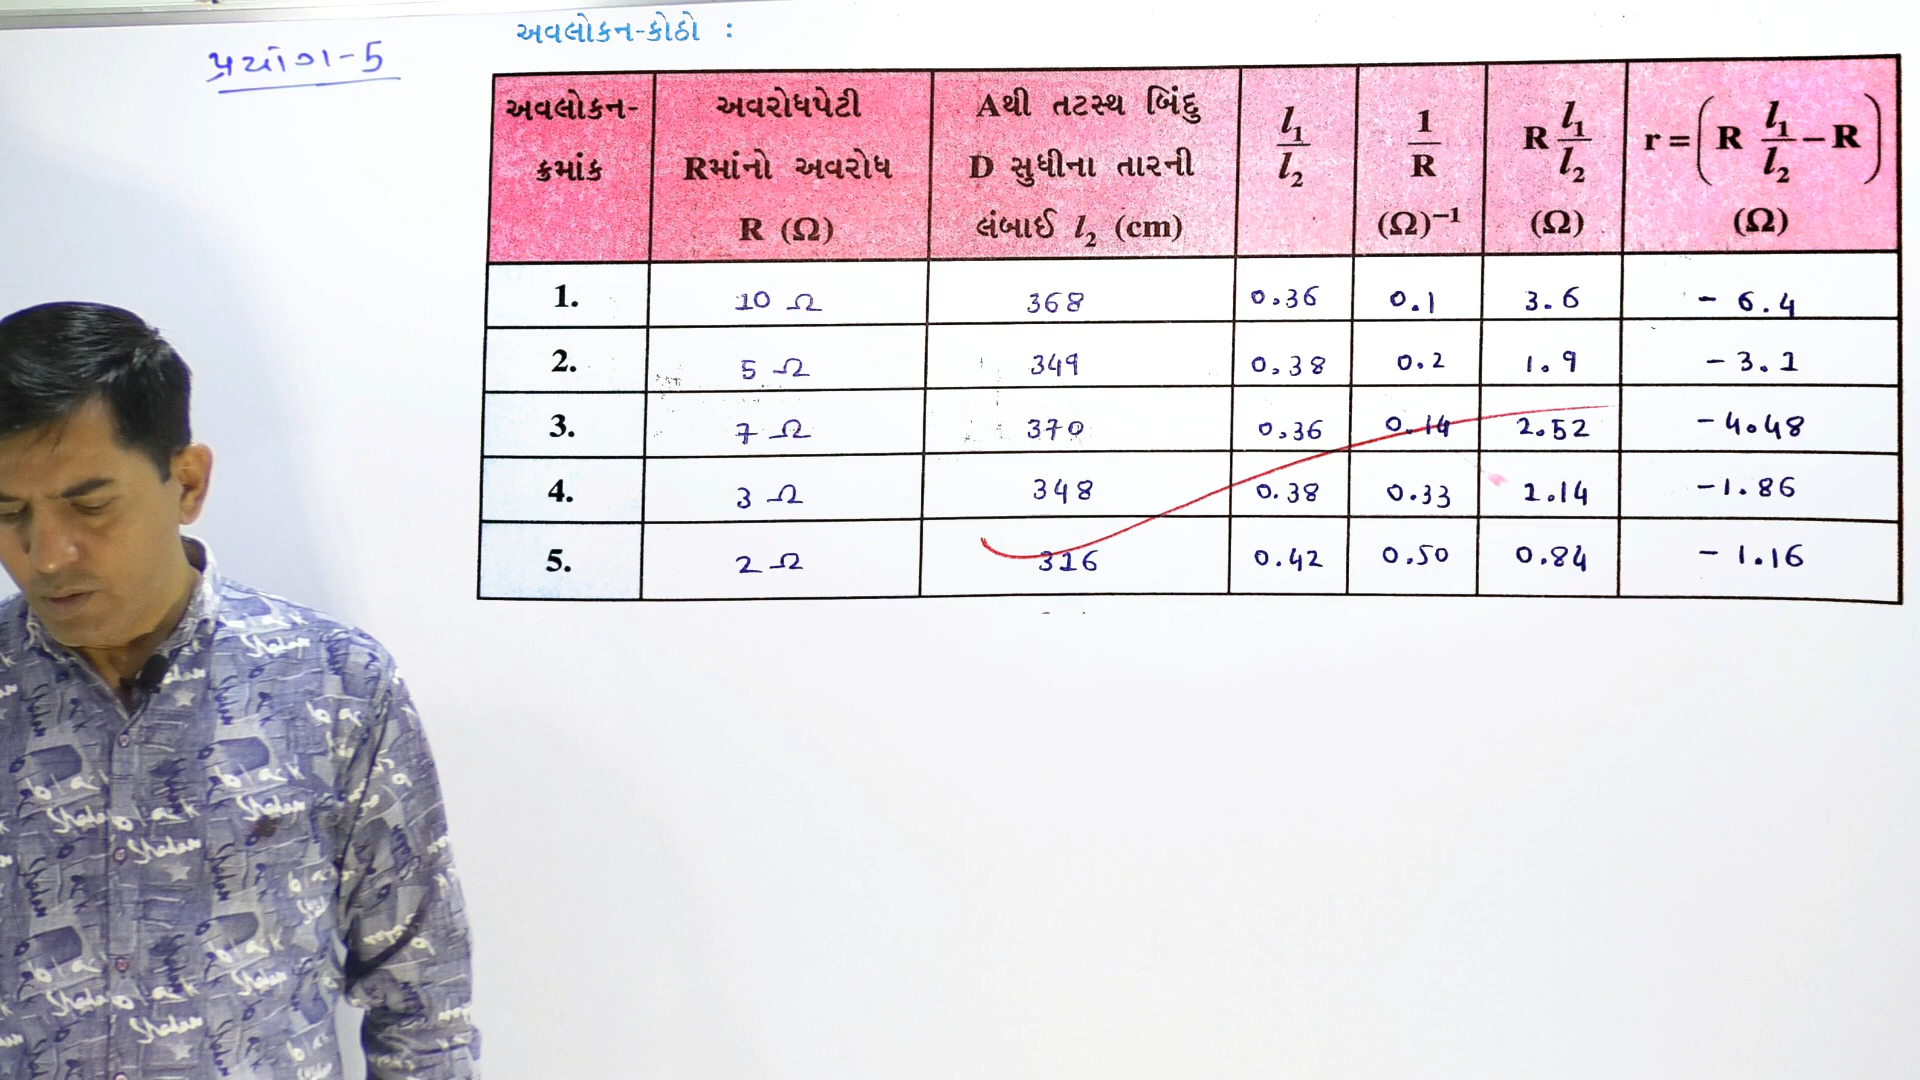 પ્રયોગ-5
અવલોકન-કોઠો :
અવલોકન-ક્રમાંક | અવરોધપેટી Rમાંનો અવરોધ R (Ω) | Aથી તટસ્થ બિંદુ D સુધીના તારની લંબાઈ l₂ (cm) | l₁/l₂ | 1/R (Ω)⁻¹ | R l₁/l₂ (Ω) | r = (R l₁/l₂ − R) (Ω)
1. | 10 Ω | 368 | 0.36 | 0.1 | 3.6 | - 6.4
2. | 5 Ω | 349 | 0.38 | 0.2 | 1.9 | - 3.1
3. | 7 Ω | 370 | 0.36 | 0.14 | 2.52 | - 4.48
4. | 3 Ω | 348 | 0.38 | 0.33 | 1.14 | - 1.86
5. | 2 Ω | 316 | 0.42 | 0.50 | 0.84 | - 1.16